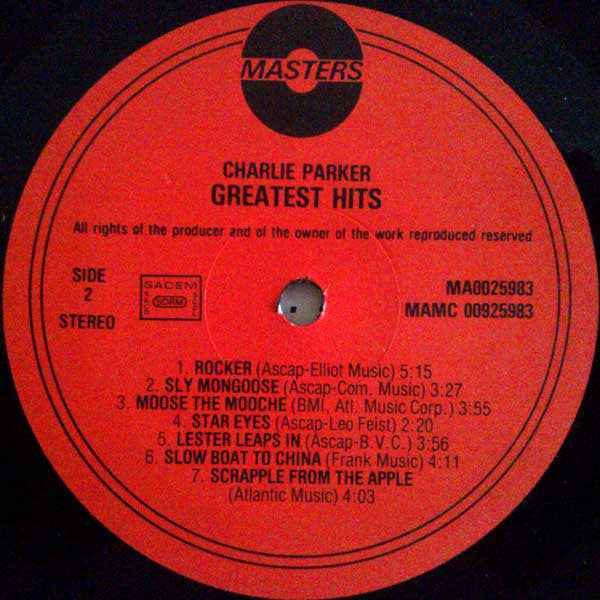 MASTERS
CHARLIE PARKER
GREATEST HITS
All rights of the producer and of the owner of the work reproduced reserved
SIDE
2
STEREO
SACEM
SDRM
MA0025983
MAMC 00925983
1. ROCKER (Ascap-Elliot Music) 5:15
2. SLY MONGOOSE (Ascap-Com. Music) 3:27
3. MOOSE THE MOOCHE (BMI, Atl. Music Corp.) 3:55
4. STAR EYES (Ascap-Leo Feist) 2:20
5. LESTER LEAPS IN (Ascap-B.V.C.) 3:56
6. SLOW BOAT TO CHINA (Frank Music) 4:11
7. SCRAPPLE FROM THE APPLE
(Atlantic Music) 4:03